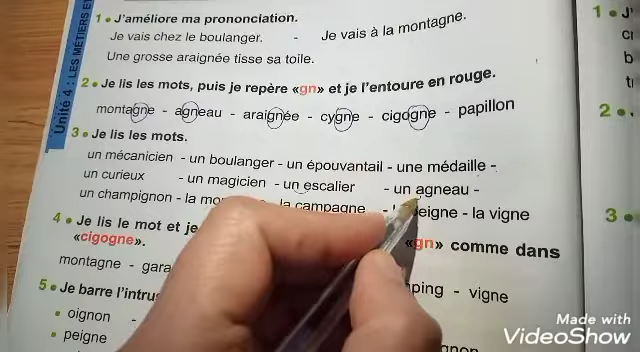 Unité 4 : LES MÉTIERS ET
1 • J'améliore ma prononciation.
Je vais chez le boulanger. - Je vais à la montagne.
Une grosse araignée tisse sa toile.
2 • Je lis les mots, puis je repère «gn» et je l'entoure en rouge.
montagne - agneau - araignée - cygne - cigogne - papillon
3 • Je lis les mots.
un mécanicien - un boulanger - un épouvantail - une médaille -
un curieux - un magicien - un escalier - un agneau -
un champignon - la campagne - la vigne
4 • Je lis le mot et je «gn» comme dans
«cigogne».
montagne - vigne
5 • Je barre
• oignon -
• peigne
1 • J'
2 •
3 •
Made with
VideoShow